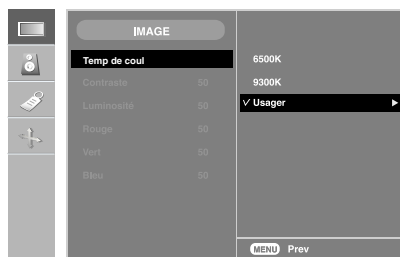 IMAGE
Temp de coul
Contraste 50
Luminosité 50
Rouge 50
Vert 50
Bleu 50
6500K
9300K
√ Usager
MENU Prev